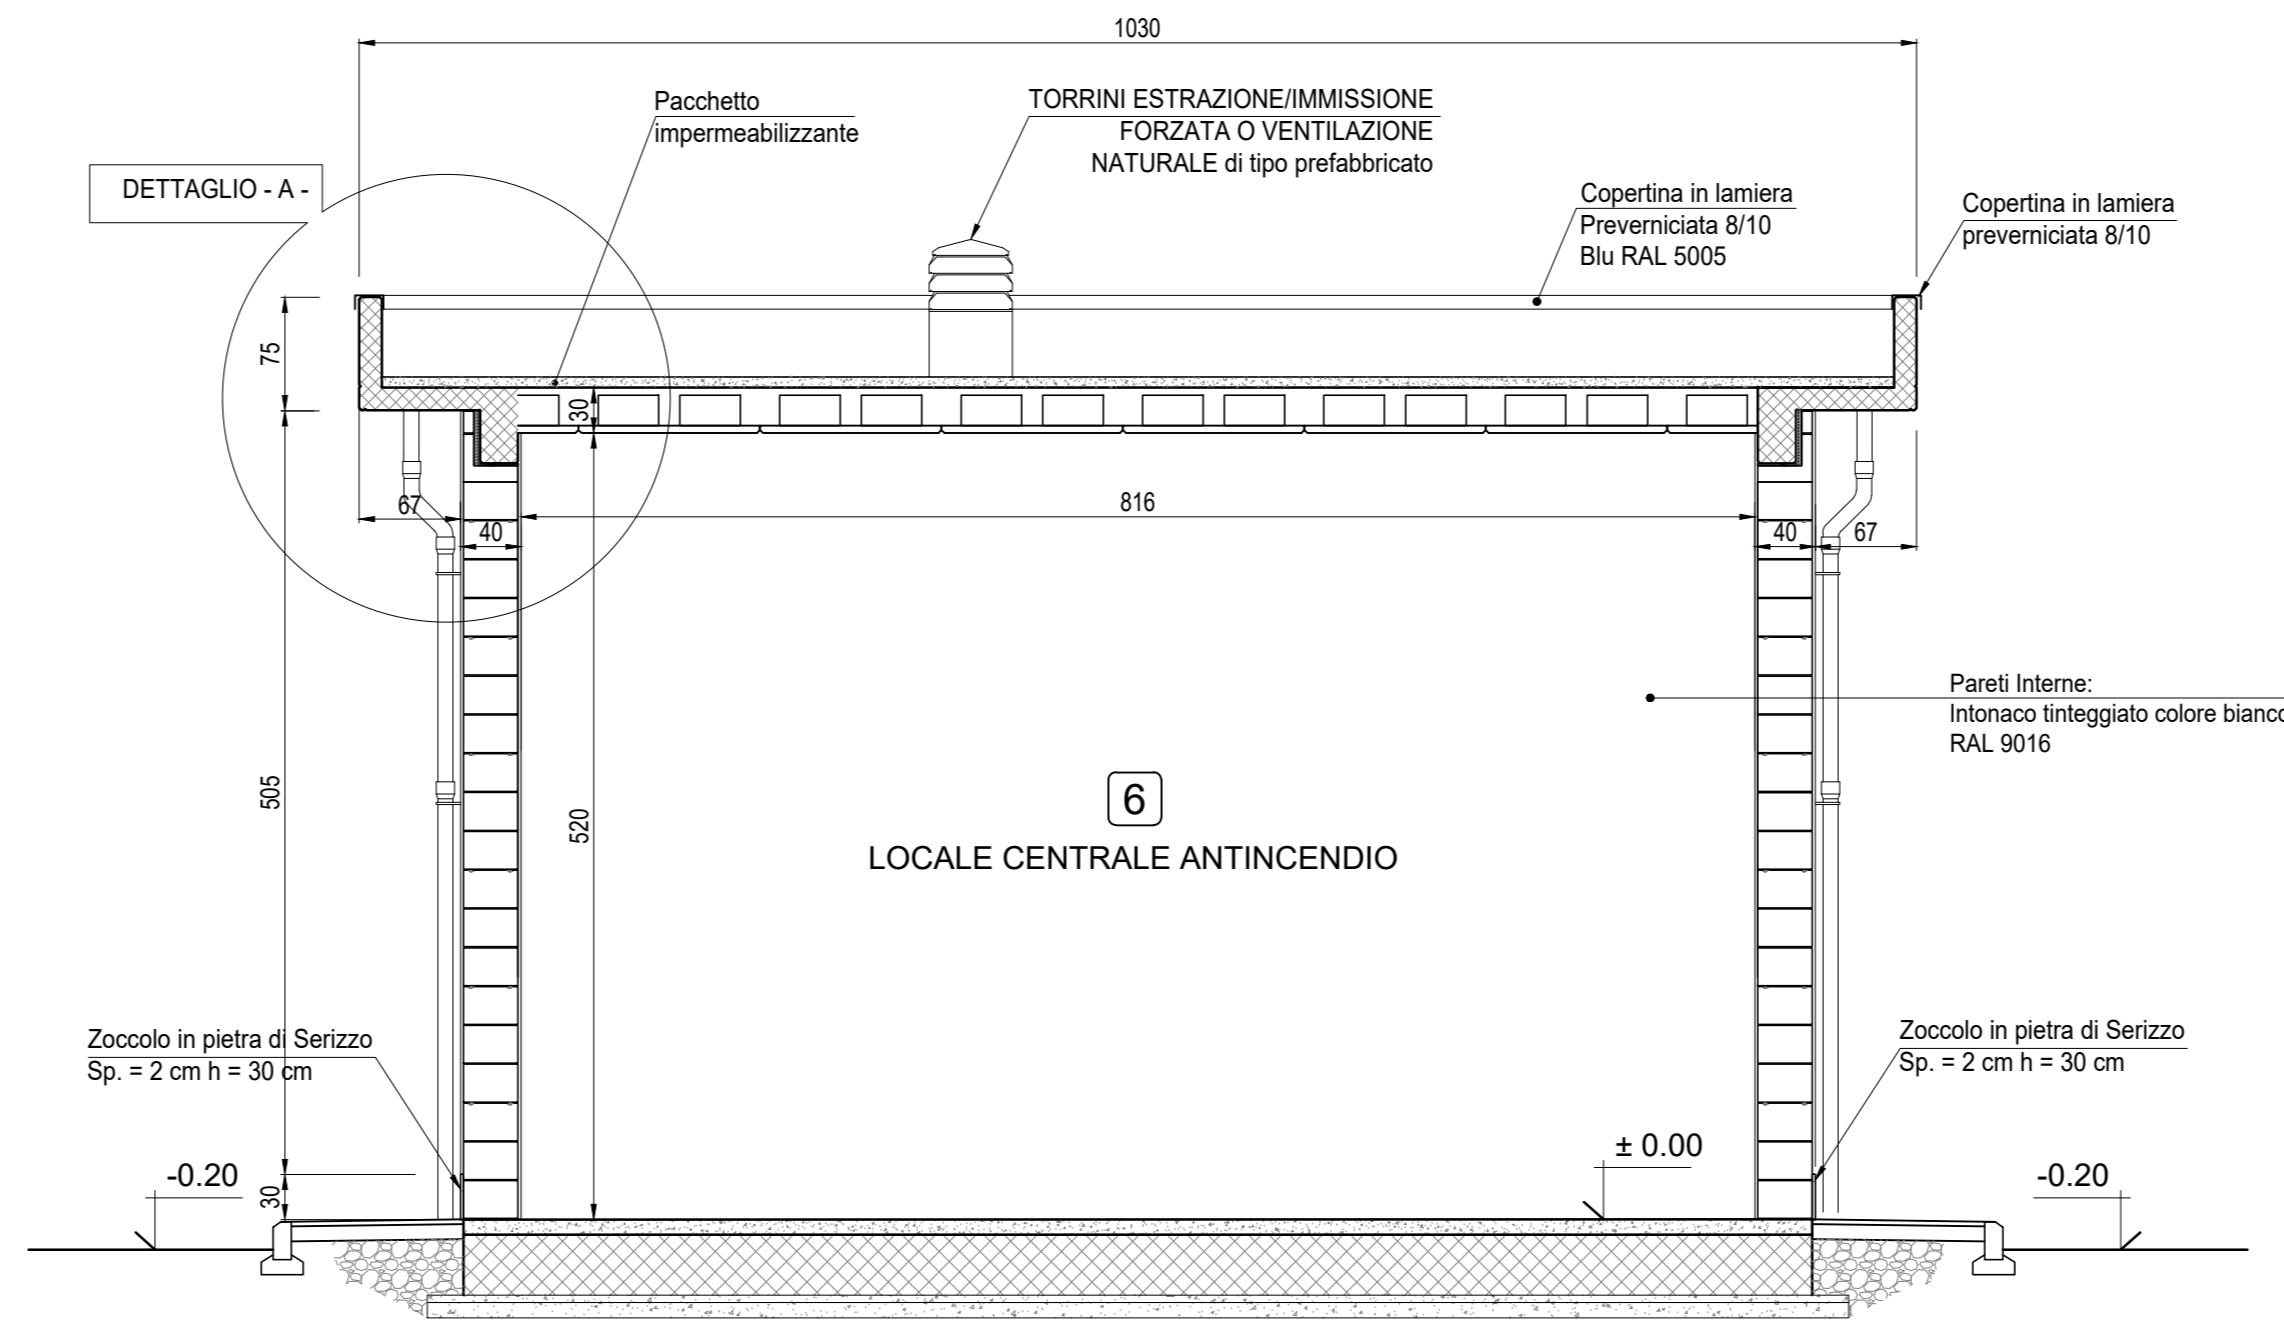 1030
Pacchetto
impermeabilizzante
TORRINI ESTRAZIONE/IMMISSIONE
FORZATA O VENTILAZIONE
NATURALE di tipo prefabbricato
DETTAGLIO - A -
Copertina in lamiera
Preverniciata 8/10
Blu RAL 5005
Copertina in lamiera
preverniciata 8/10
75
30
67
40
816
40
67
Pareti Interne:
Intonaco tinteggiato colore bianco
RAL 9016
505
520
6
LOCALE CENTRALE ANTINCENDIO
Zoccolo in pietra di Serizzo
Sp. = 2 cm h = 30 cm
Zoccolo in pietra di Serizzo
Sp. = 2 cm h = 30 cm
-0.20
30
± 0.00
-0.20